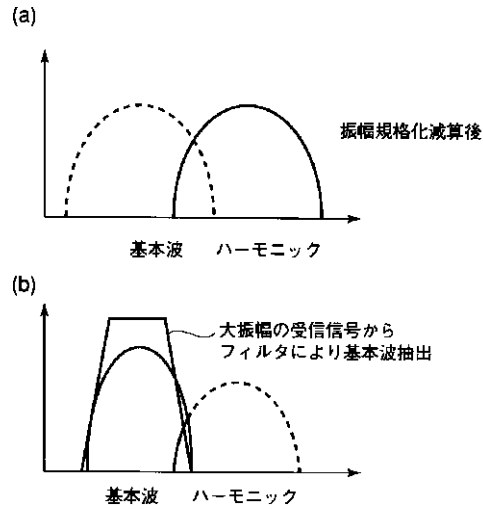 (a)
振幅規格化減算後
基本波 ハーモニック
(b)
大振幅の受信信号から
フィルタにより基本波抽出
基本波 ハーモニック